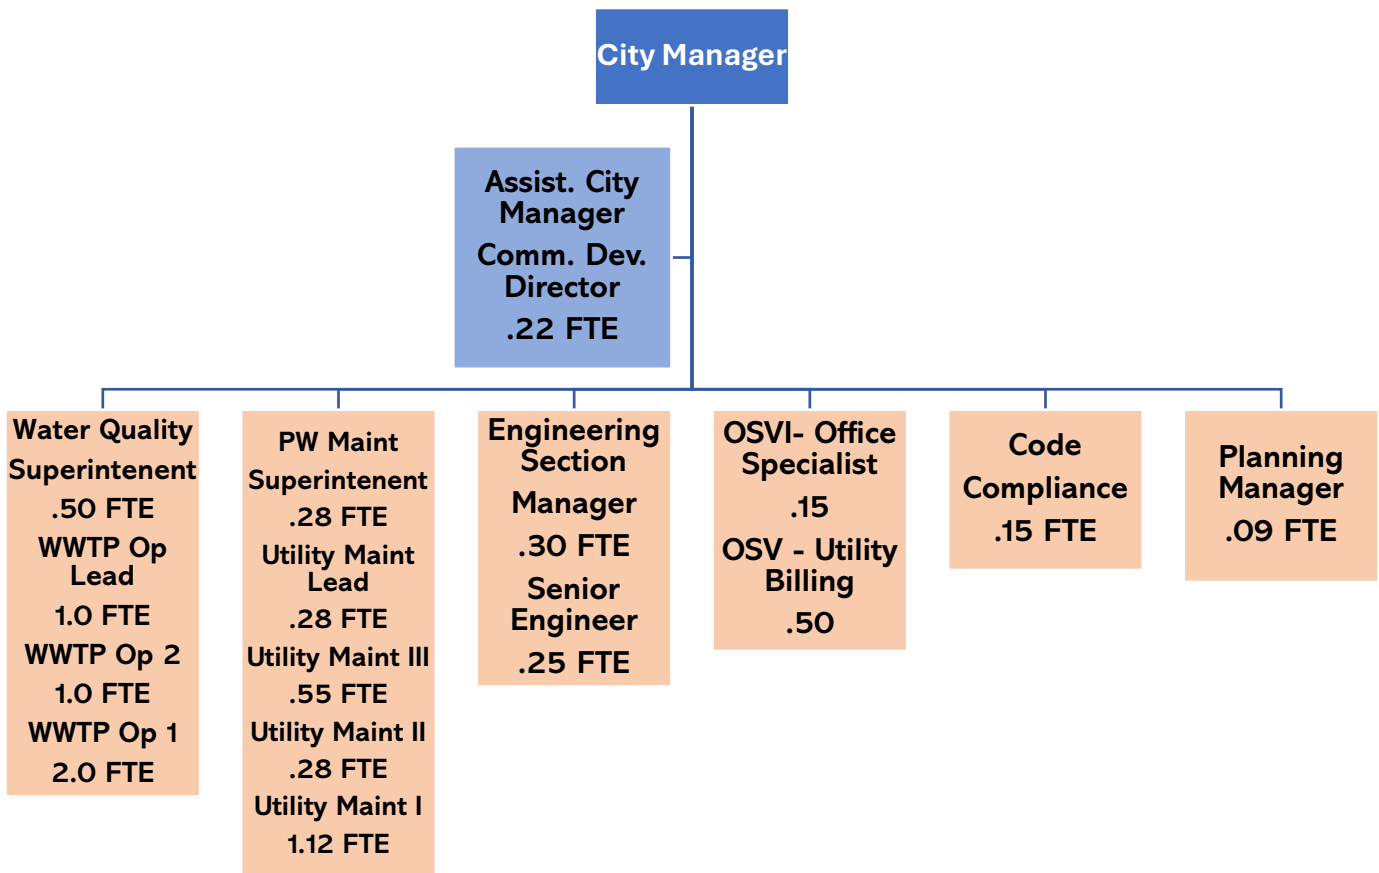 City Manager
Assist. City
Manager
Comm. Dev.
Director
.22 FTE
Water Quality
Superintenent
.50 FTE
WWTP Op
Lead
1.0 FTE
WWTP Op 2
1.0 FTE
WWTP Op 1
2.0 FTE
PW Maint
Superintenent
.28 FTE
Utility Maint
Lead
.28 FTE
Utility Maint III
.55 FTE
Utility Maint II
.28 FTE
Utility Maint I
1.12 FTE
Engineering
Section
Manager
.30 FTE
Senior
Engineer
.25 FTE
OSVI- Office
Specialist
.15
OSV - Utility
Billing
.50
Code
Compliance
.15 FTE
Planning
Manager
.09 FTE